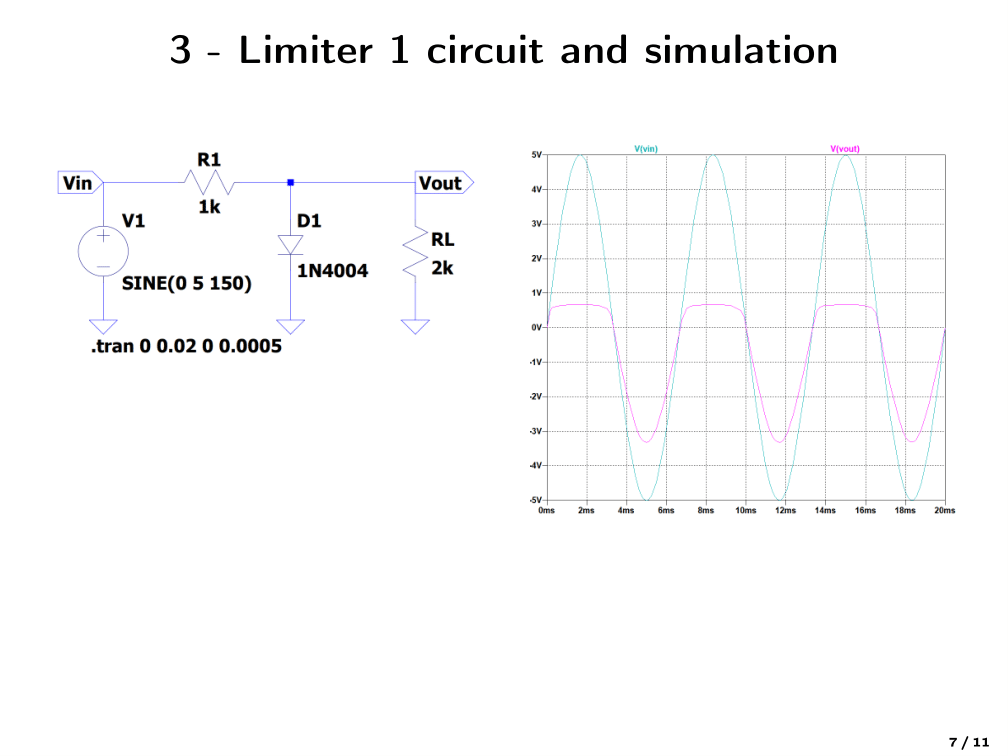 3 - Limiter 1 circuit and simulation
R1
Vin
Vout
1k
V1
D1
RL
1N4004
2k
SINE(0 5 150)
.tran 0 0.02 0 0.0005
V(vin) V(vout)
5V
4V
3V
2V
1V
0V
-1V
-2V
-3V
-4V
-5V
0ms 2ms 4ms 6ms 8ms 10ms 12ms 14ms 16ms 18ms 20ms
7 / 11